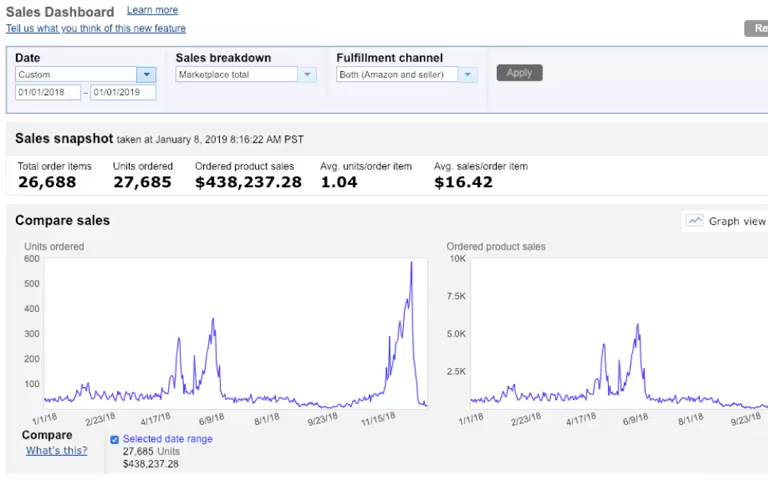 Sales Dashboard Learn more
Tell us what you think of this new feature
Re
Date Sales breakdown Fulfillment channel
Custom Marketplace total Both (Amazon and seller) Apply
01/01/2018 – 01/01/2019
Sales snapshot taken at January 8, 2019 8:16:22 AM PST
Total order items Units ordered Ordered product sales Avg. units/order item Avg. sales/order item
26,688 27,685 $438,237.28 1.04 $16.42
Compare sales
Graph view
Units ordered
600
500
400
300
200
100
1/1/18 2/23/18 4/17/18 6/9/18 8/1/18 9/23/18 11/15/18
Ordered product sales
10K
7.5K
5.0K
2.5K
1/1/18 2/23/18 4/17/18 6/9/18 8/1/18 9/23/18
Compare
What's this?
Selected date range
27,685 Units
$438,237.28